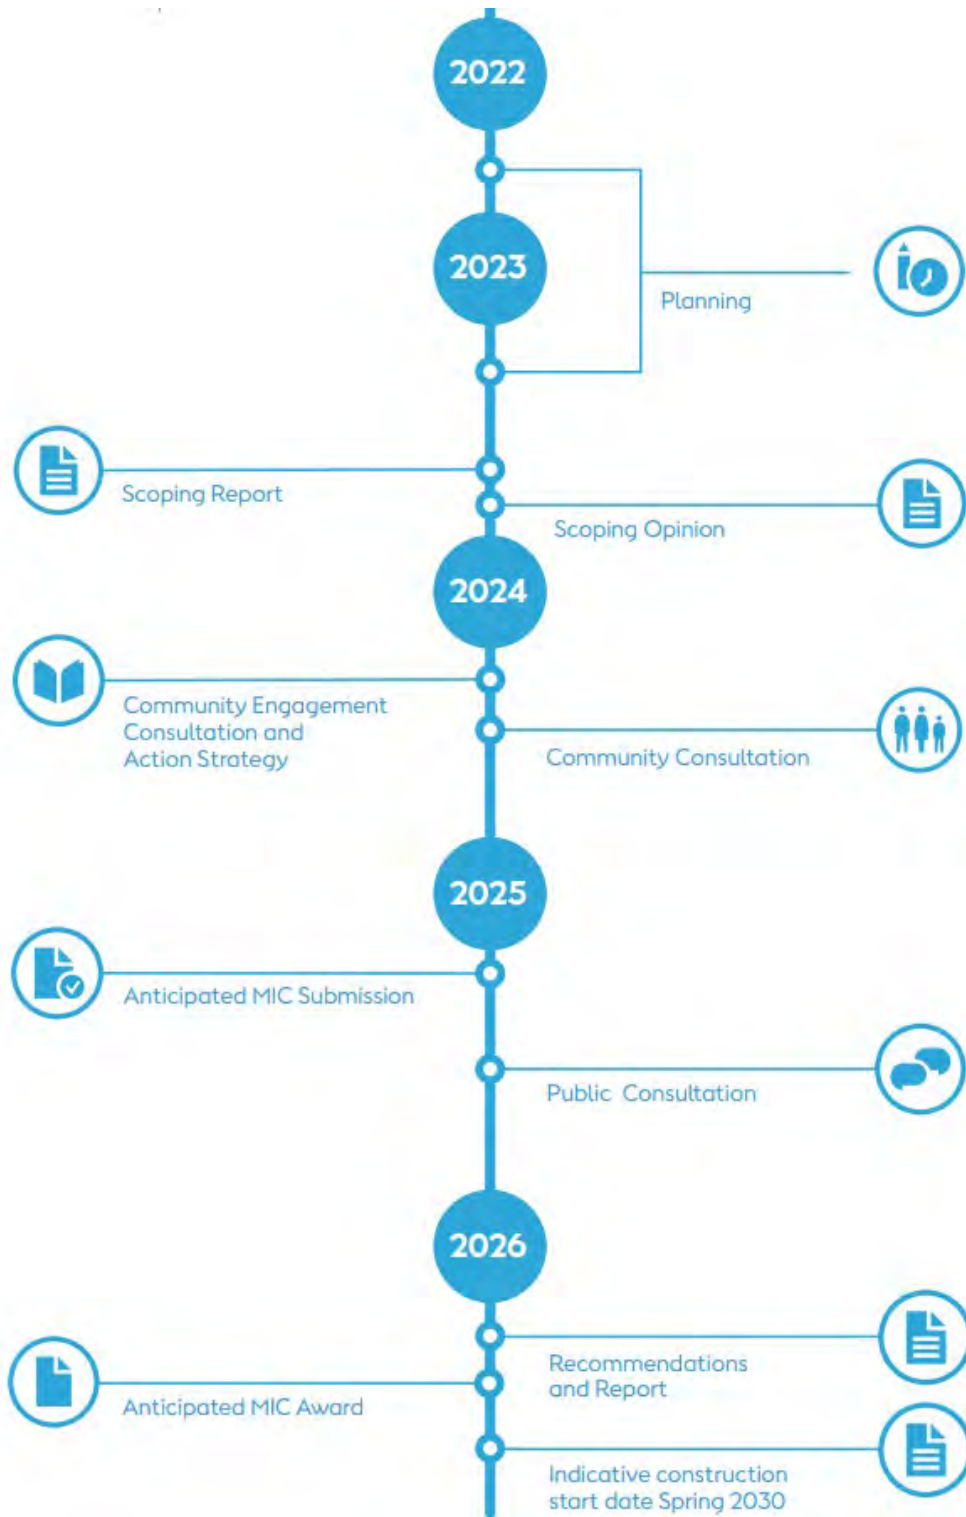 2022
2023
Planning
Scoping Report
Scoping Opinion
2024
Community Engagement
Consultation and
Action Strategy
Community Consultation
2025
Anticipated MIC Submission
Public Consultation
2026
Recommendations
and Report
Anticipated MIC Award
Indicative construction
start date Spring 2030